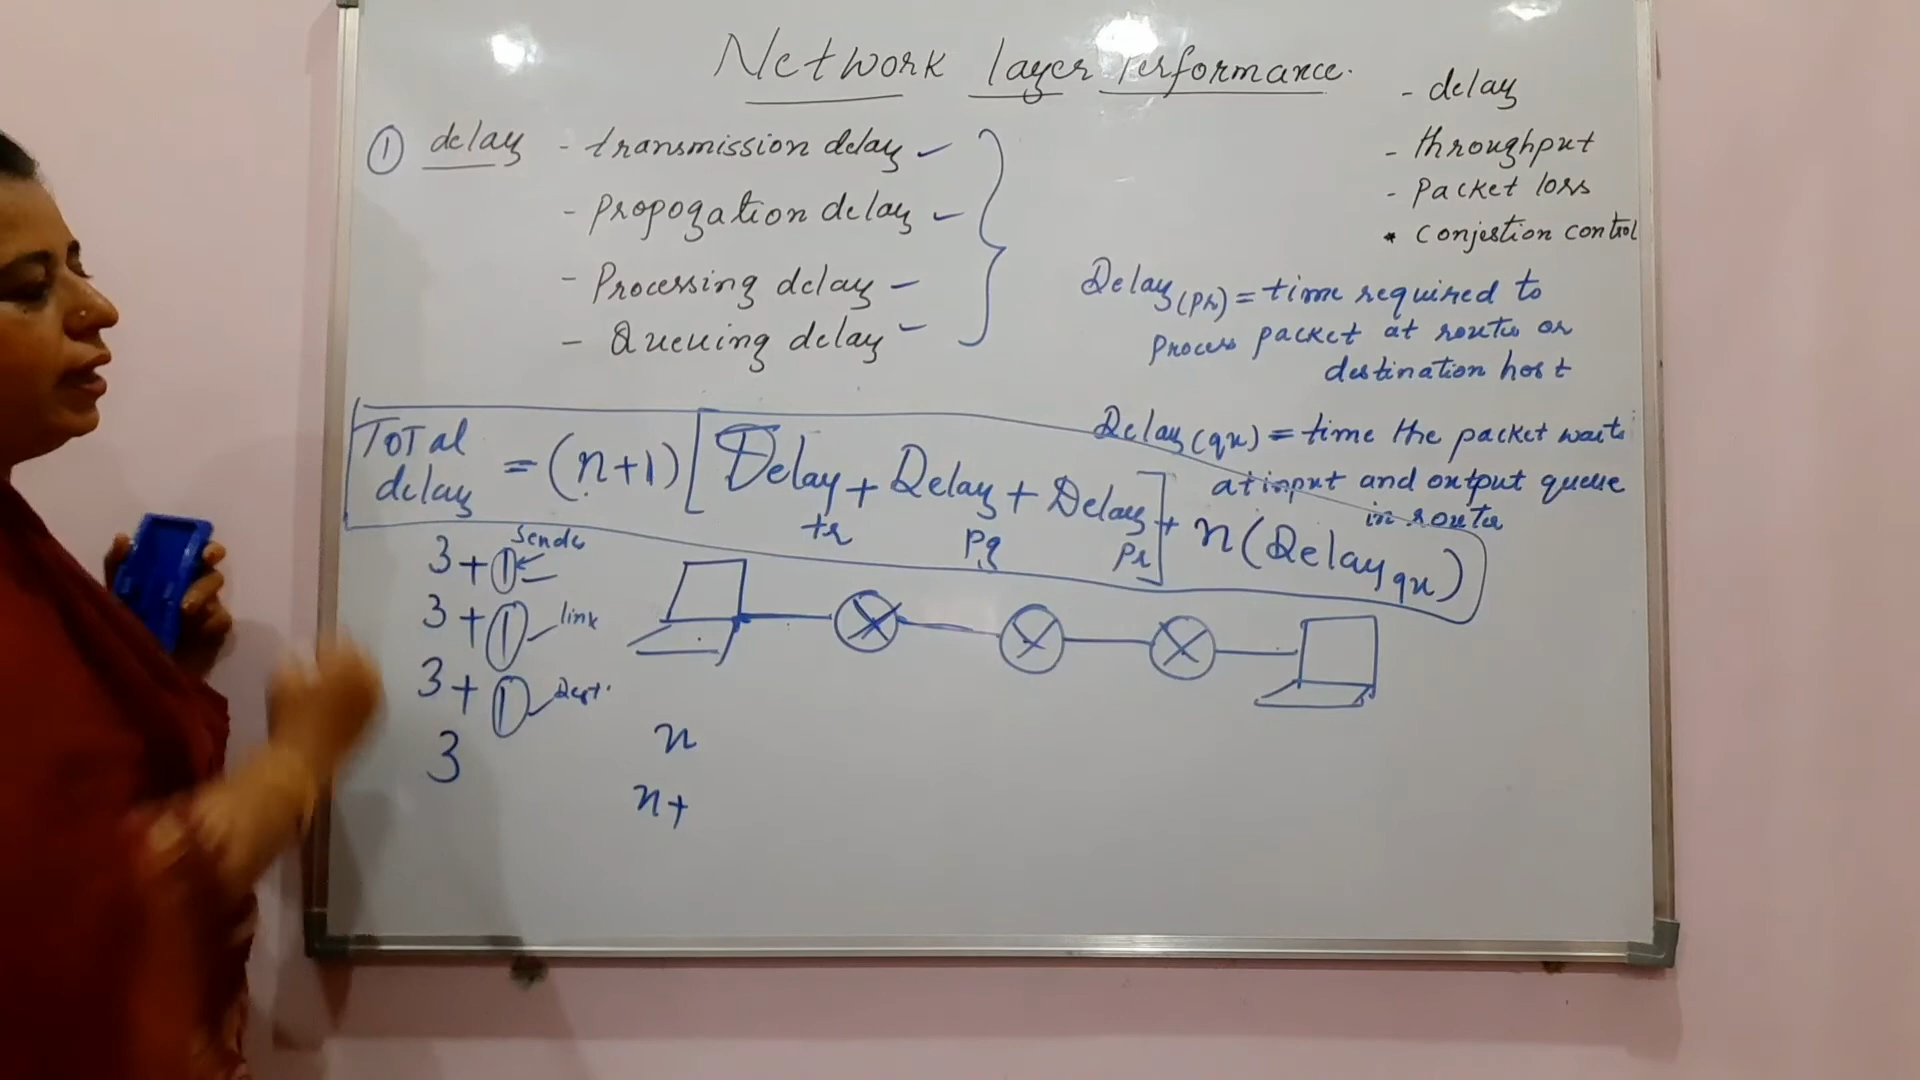 Network layer Performance.
- delay
- throughput
- Packet loss
* conjestion control
① delay - transmission delay
- Propogation delay
- Processing delay
- Queuing delay
Delay(pr) = time required to
process packet at router or
destination host
Delay(qu) = time the packet waits
at input and output queue
in router
Total delay = (n+1) [Delay tr + Delay pg + Delay pr] + n (Delay qu)
3 + 1 Sender
3 + 1 link
3 + 1 Dest.
3
n
n+